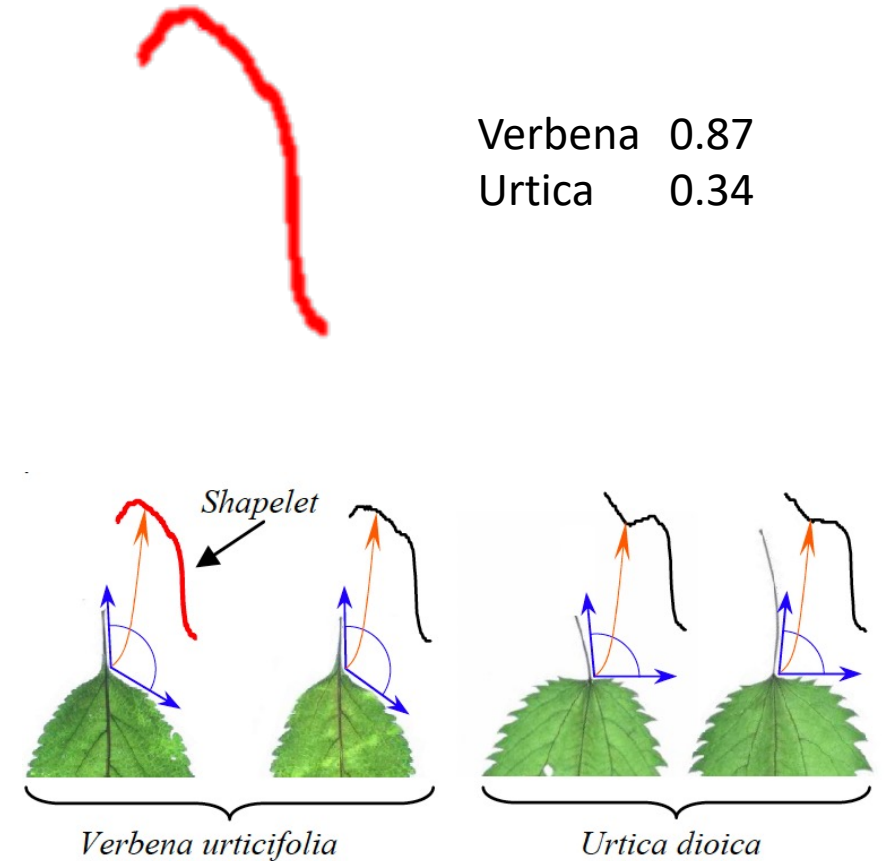 Verbena 0.87
Urtica 0.34
Shapelet
Verbena urticifolia
Urtica dioica